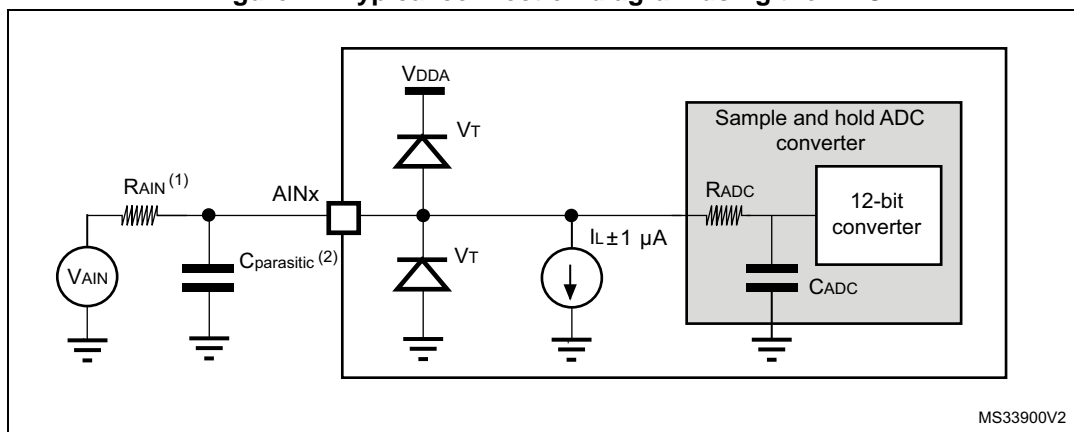 VDDA
Sample and hold ADC
converter
VT
RAIN (1)
AINx
RADC
12-bit
converter
IL±1 µA
VT
Cparasitic (2)
VAIN
CADC
MS33900V2